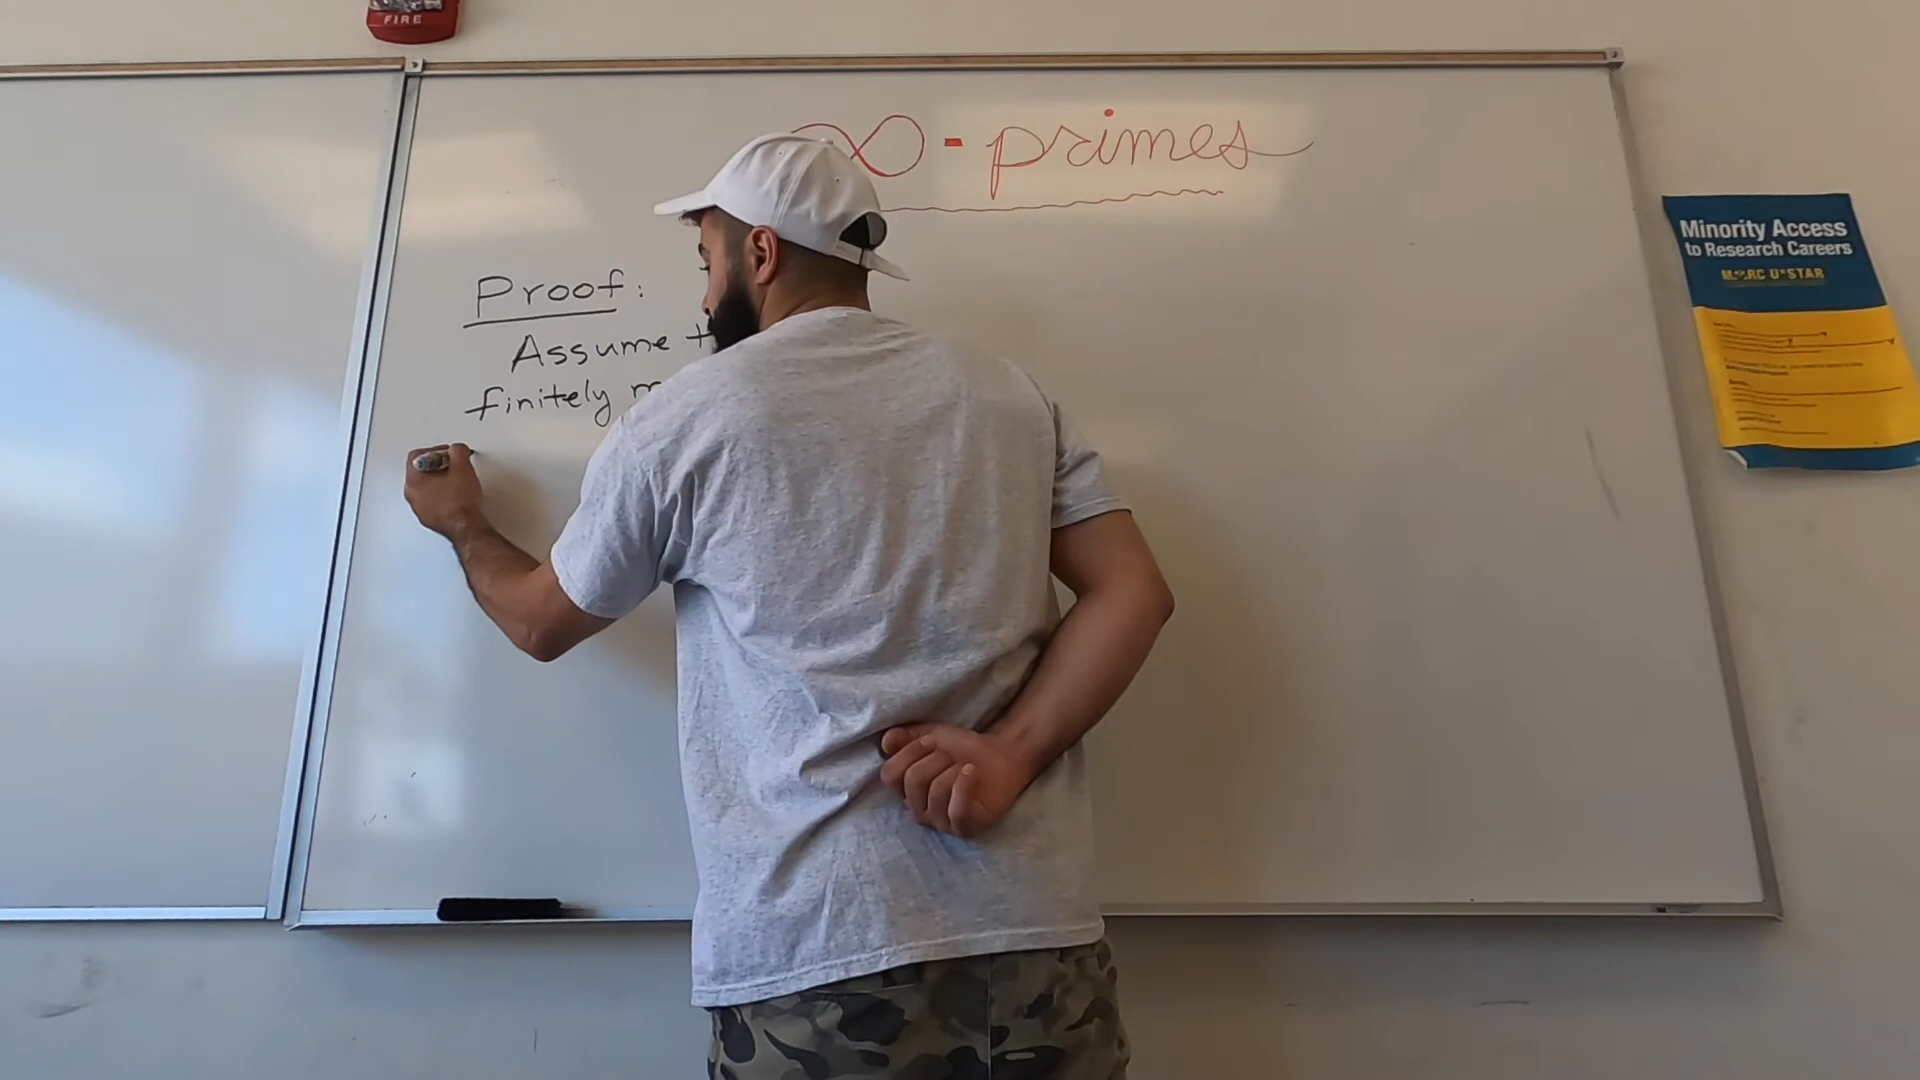 FIRE
∞ - primes
Proof:
Assume
finitely
Minority Access
to Research Careers
MARC U*STAR